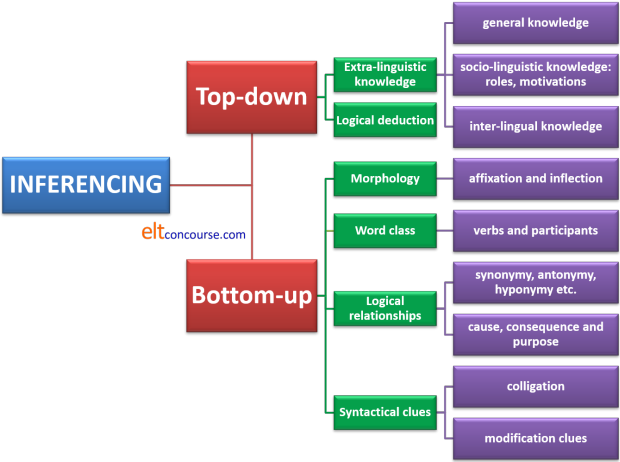 INFERENCING
eltconcourse.com
Top-down
Extra-linguistic
knowledge
general knowledge
socio-linguistic knowledge:
roles, motivations
inter-lingual knowledge
Logical deduction
Bottom-up
Morphology
affixation and inflection
Word class
verbs and participants
Logical
relationships
synonymy, antonymy,
hyponymy etc.
cause, consequence and
purpose
Syntactical clues
colligation
modification clues